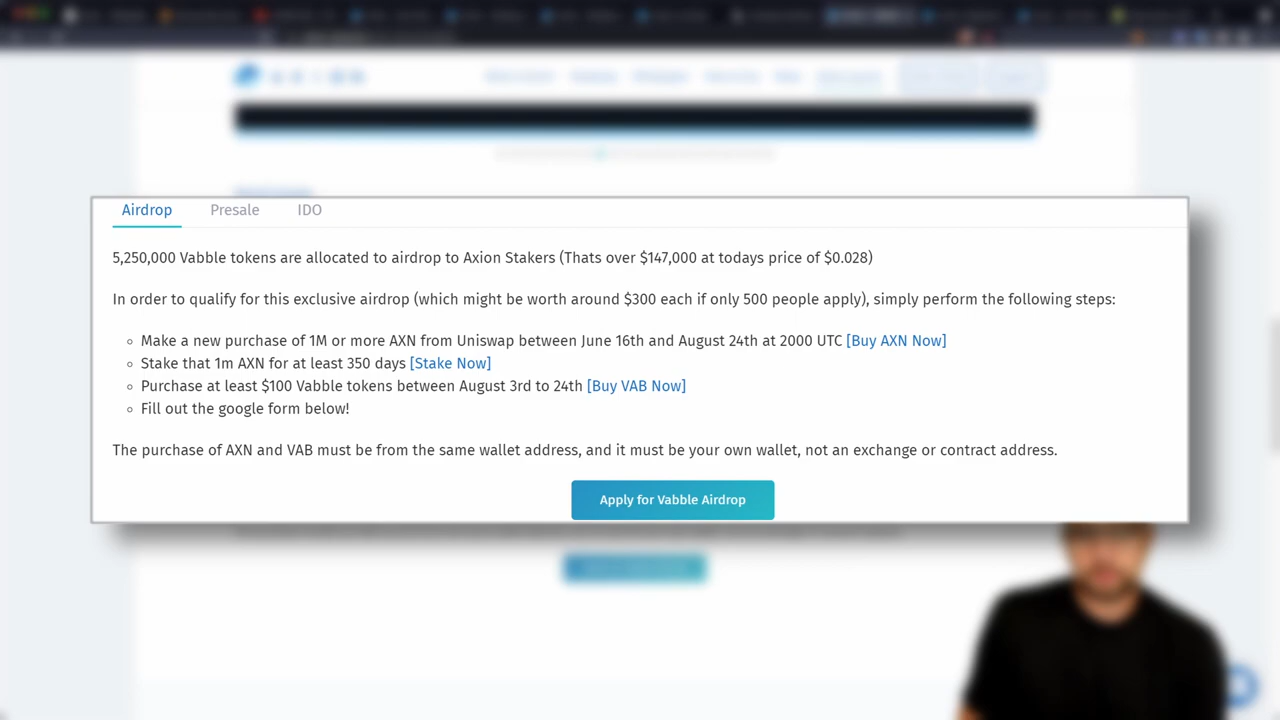 Airdrop Presale IDO
5,250,000 Vabble tokens are allocated to airdrop to Axion Stakers (Thats over $147,000 at todays price of $0.028)
In order to qualify for this exclusive airdrop (which might be worth around $300 each if only 500 people apply), simply perform the following steps:
Make a new purchase of 1M or more AXN from Uniswap between June 16th and August 24th at 2000 UTC [Buy AXN Now]
Stake that 1m AXN for at least 350 days [Stake Now]
Purchase at least $100 Vabble tokens between August 3rd to 24th [Buy VAB Now]
Fill out the google form below!
The purchase of AXN and VAB must be from the same wallet address, and it must be your own wallet, not an exchange or contract address.
Apply for Vabble Airdrop